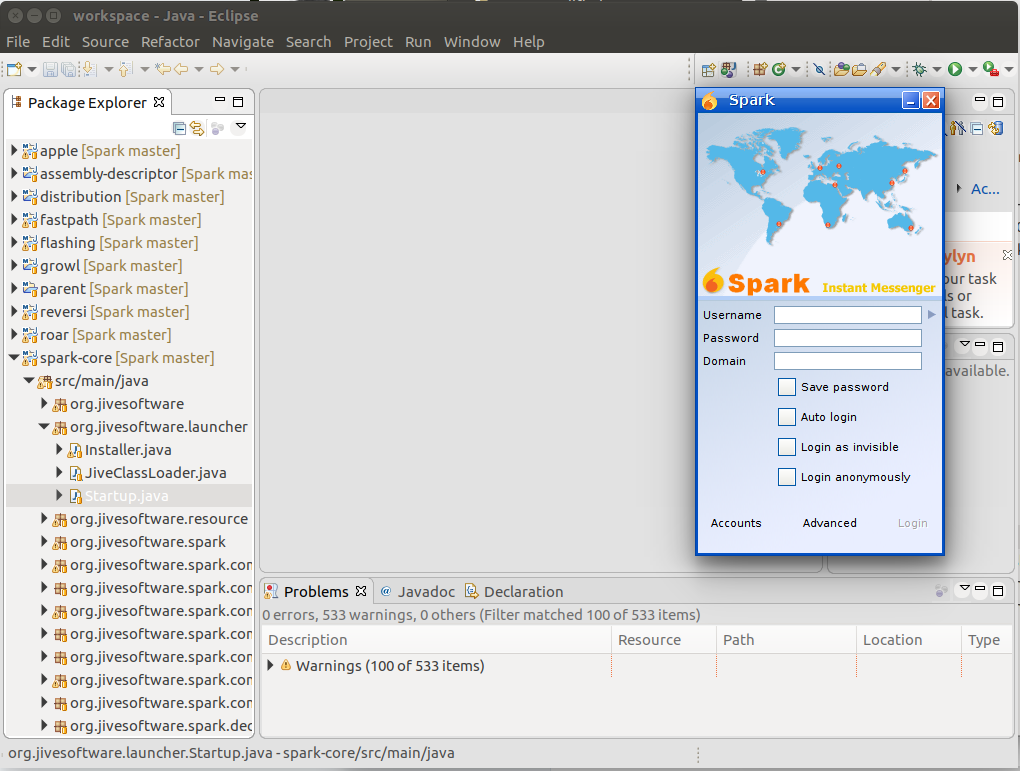 workspace - Java - Eclipse
File Edit Source Refactor Navigate Search Project Run Window Help
Package Explorer
apple [Spark master]
assembly-descriptor [Spark mas
distribution [Spark master]
fastpath [Spark master]
flashing [Spark master]
growl [Spark master]
parent [Spark master]
reversi [Spark master]
roar [Spark master]
spark-core [Spark master]
src/main/java
org.jivesoftware
org.jivesoftware.launcher
Installer.java
JiveClassLoader.java
Startup.java
org.jivesoftware.resource
org.jivesoftware.spark
org.jivesoftware.spark.con
org.jivesoftware.spark.con
org.jivesoftware.spark.con
org.jivesoftware.spark.con
org.jivesoftware.spark.con
org.jivesoftware.spark.con
org.jivesoftware.spark.con
org.jivesoftware.spark.dec
Spark
Spark Instant Messenger
Username
Password
Domain
Save password
Auto login
Login as invisible
Login anonymously
Accounts Advanced Login
Ac...
ylyn
our task
ls or
l task.
available.
Problems @ Javadoc Declaration
0 errors, 533 warnings, 0 others (Filter matched 100 of 533 items)
Description Resource Path Location Type
Warnings (100 of 533 items)
org.jivesoftware.launcher.Startup.java - spark-core/src/main/java